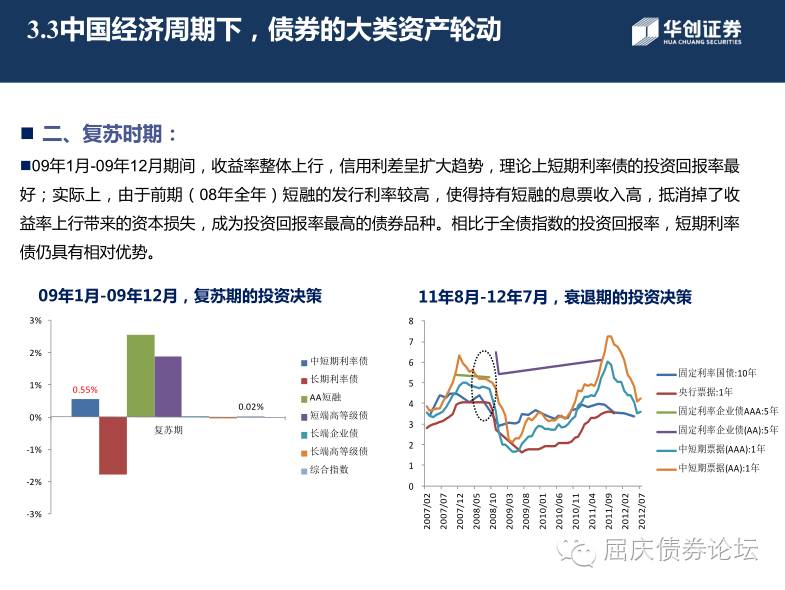 3.3中国经济周期下，债券的大类资产轮动
华创证券
HUA CHUANG SECURITIES
二、复苏时期：
09年1月-09年12月期间，收益率整体上行，信用利差呈扩大趋势，理论上短期利率债的投资回报率最
好；实际上，由于前期（08年全年）短融的发行利率较高，使得持有短融的息票收入高，抵消掉了收
益率上行带来的资本损失，成为投资回报率最高的债券品种。相比于全债指数的投资回报率，短期利率
债仍具有相对优势。
09年1月-09年12月，复苏期的投资决策
3%
2%
1%
0%
-1%
-2%
-3%
0.55%
0.02%
复苏期
中短期利率债
长期利率债
AA短融
短端高等级债
长端企业债
长端高等级债
综合指数
11年8月-12年7月，衰退期的投资决策
8
7
6
5
4
3
2
1
0
2007/02
2007/07
2007/12
2008/05
2008/10
2009/03
2009/08
2010/01
2010/06
2010/11
2011/04
2011/09
2012/02
2012/07
固定利率国债:10年
央行票据:1年
固定利率企业债AAA:5年
固定利率企业债(AA):5年
中短期票据(AAA):1年
中短期票据(AA):1年
屈庆债券论坛